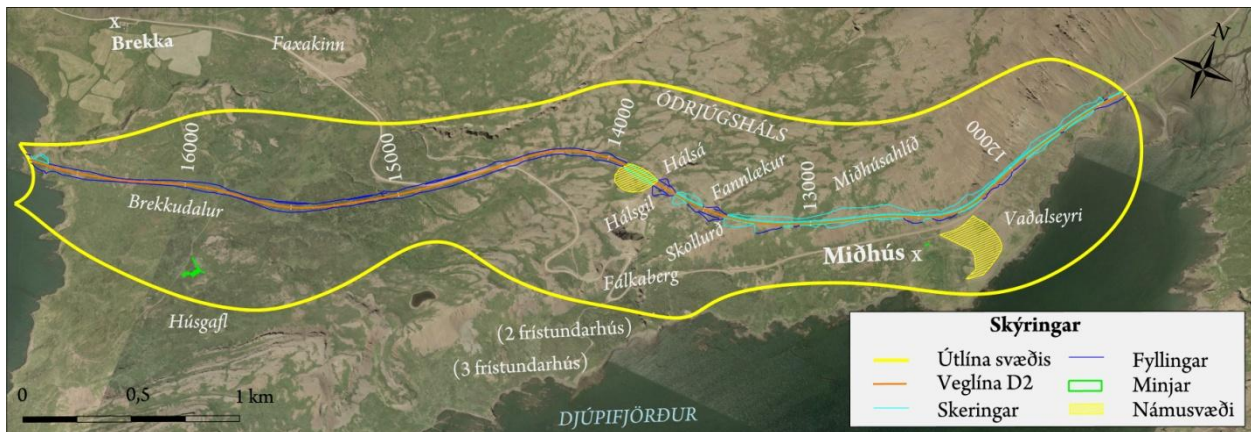 x
Brekka
Faxakinn
N
ÓDRJÚGSHÁLS
16000
15000
14000
Hálsá
Fannlækur
13000
Miðhúsahlíð
12000
Brekkudalur
Hálsgil
Skollurð
Vaðalseyri
Miðhús x
Fálkaberg
Húsgafl
(2 frístundarhús)
(3 frístundarhús)
DJÚPIFJÖRÐUR
0 0,5 1 km
Skýringar
Útlína svæðis
Fyllingar
Veglína D2
Minjar
Skeringar
Námusvæði